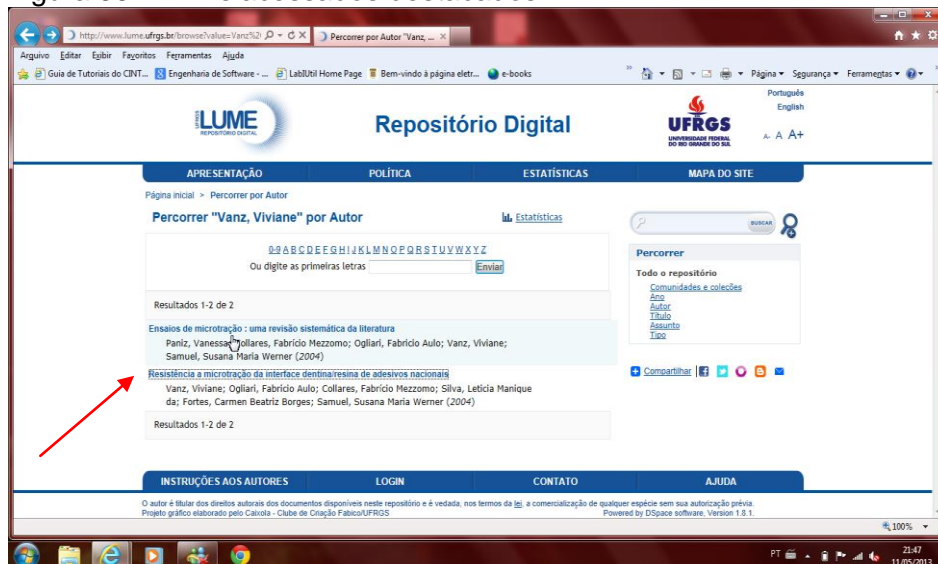 http://www.lume.ufrgs.br/browse?value=Vanz%2
Percorrer por Autor "Vanz, ...
Arquivo Editar Exibir Favoritos Ferramentas Ajuda
Guia de Tutoriais do CINT... Engenharia de Software - ... LabIUtil Home Page Bem-vindo à página eletr... e-books
Página Segurança Ferramentas
Português
English
LUME
REPOSITÓRIO DIGITAL
Repositório Digital
UFRGS
UNIVERSIDADE FEDERAL
DO RIO GRANDE DO SUL
A- A A+
APRESENTAÇÃO POLÍTICA ESTATÍSTICAS MAPA DO SITE
Página inicial > Percorrer por Autor
Percorrer "Vanz, Viviane" por Autor
Estatísticas
BUSCAR
0-9 A B C D E F G H I J K L M N O P Q R S T U V W X Y Z
Ou digite as primeiras letras
Enviar
Percorrer
Todo o repositório
Comunidades e coleções
Ano
Autor
Título
Assunto
Tipo
Resultados 1-2 de 2
Ensaios de microtração : uma revisão sistemática da literatura
Paniz, Vanessa Collares, Fabrício Mezzomo; Ogliari, Fabricio Aulo; Vanz, Viviane;
Samuel, Susana Maria Werner (2004)
Compartilhar
Resistência a microtração da interface dentina/resina de adesivos nacionais
Vanz, Viviane; Ogliari, Fabricio Aulo; Collares, Fabrício Mezzomo; Silva, Leticia Manique
da; Fortes, Carmen Beatriz Borges; Samuel, Susana Maria Werner (2004)
Resultados 1-2 de 2
INSTRUÇÕES AOS AUTORES LOGIN CONTATO AJUDA
O autor é titular dos direitos autorais dos documentos disponíveis neste repositório e é vedada, nos termos da lei, a comercialização de qualquer espécie sem sua autorização prévia.
Projeto gráfico elaborado pelo Caixola - Clube de Criação Fabico/UFRGS Powered by DSpace software, Version 1.8.1.
100%
PT
21:47
11/05/2013